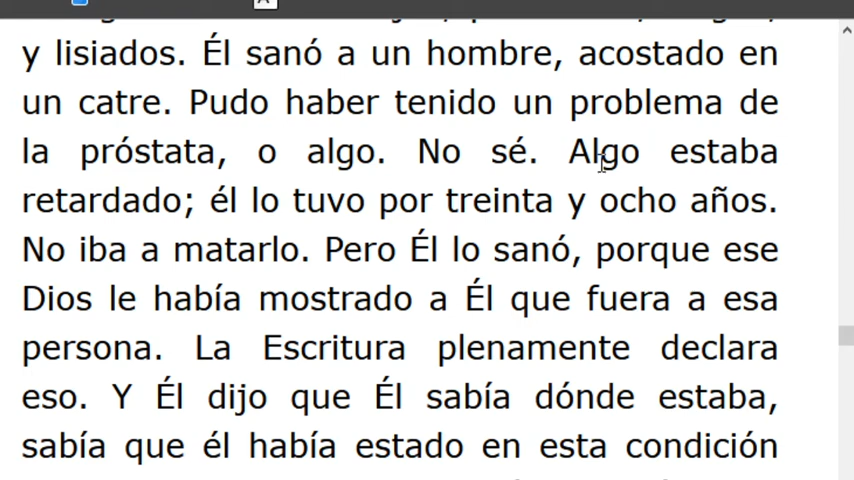 y lisiados. Él sanó a un hombre, acostado en
un catre. Pudo haber tenido un problema de
la próstata, o algo. No sé. Algo estaba
retardado; él lo tuvo por treinta y ocho años.
No iba a matarlo. Pero Él lo sanó, porque ese
Dios le había mostrado a Él que fuera a esa
persona. La Escritura plenamente declara
eso. Y Él dijo que Él sabía dónde estaba,
sabía que él había estado en esta condición